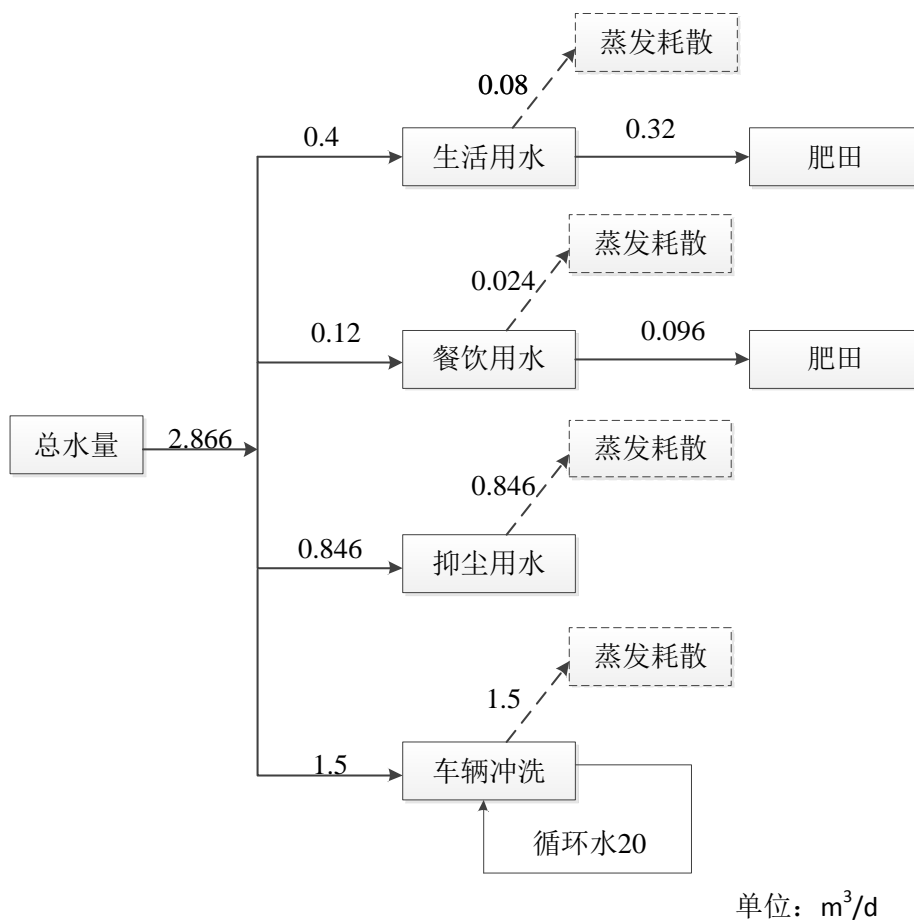 蒸发耗散
0.08
0.4
生活用水
0.32
肥田
蒸发耗散
0.024
0.12
餐饮用水
0.096
肥田
总水量
2.866
蒸发耗散
0.846
0.846
抑尘用水
蒸发耗散
1.5
1.5
车辆冲洗
循环水20
单位：m³/d